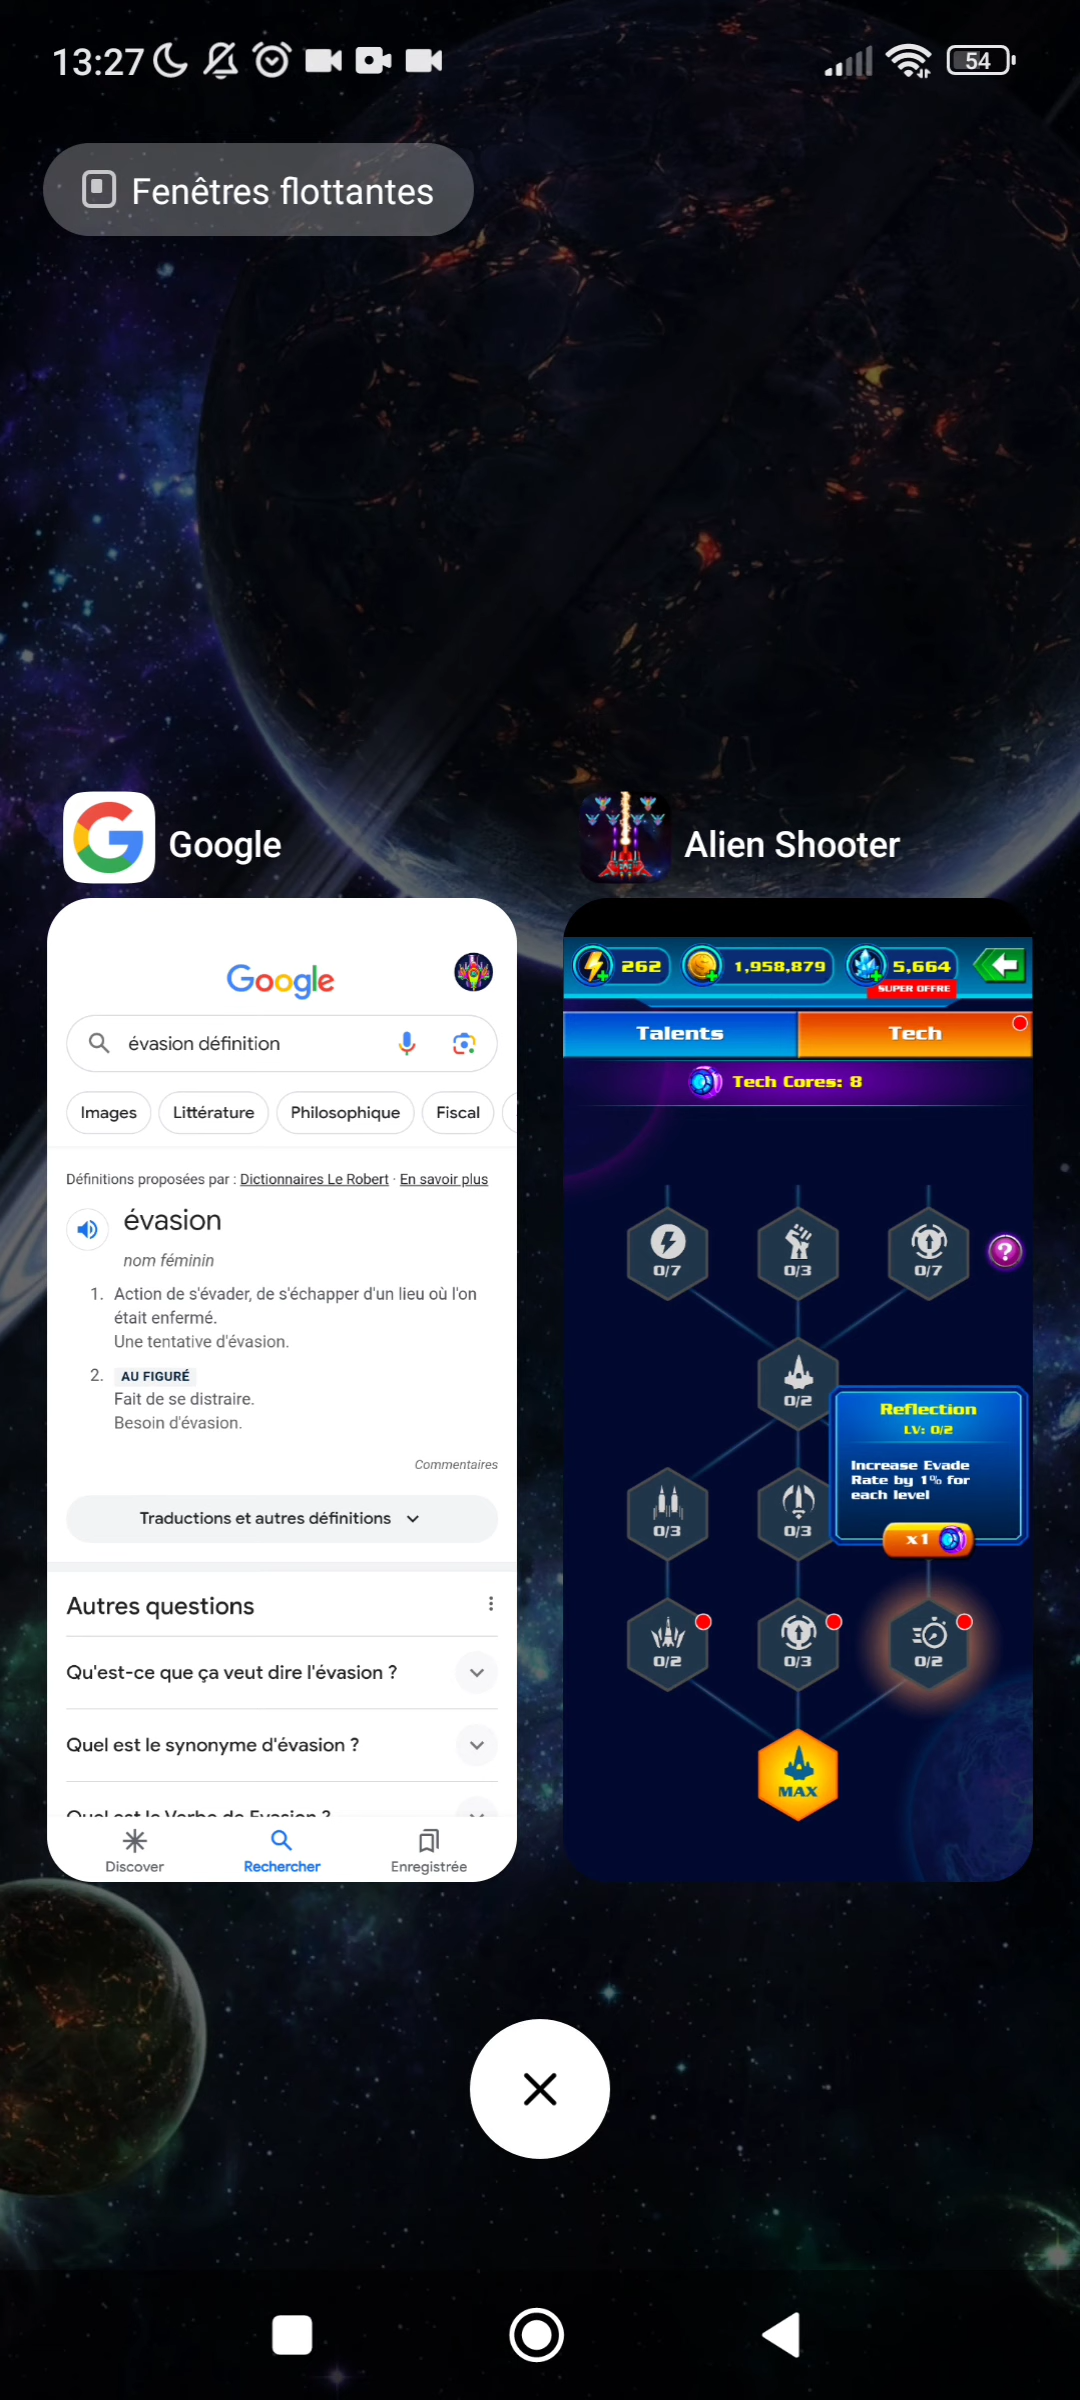 13:27
54
Fenêtres flottantes
Google
Alien Shooter
Google
évasion définition
Images
Littérature
Philosophique
Fiscal
Définitions proposées par : Dictionnaires Le Robert · En savoir plus
évasion
nom féminin
1. Action de s'évader, de s'échapper d'un lieu où l'on
était enfermé.
Une tentative d'évasion.
2. AU FIGURÉ
Fait de se distraire.
Besoin d'évasion.
Commentaires
Traductions et autres définitions
Autres questions
Qu'est-ce que ça veut dire l'évasion ?
Quel est le synonyme d'évasion ?
Quel est le Verbe de Evasion ?
Discover
Rechercher
Enregistrée
262
1,958,879
5,664
SUPER OFFRE
Talents
Tech
Tech Cores: 8
0/7
0/3
0/7
?
0/2
Reflection
LV: 0/2
Increase Evade
Rate by 1% for
each level
x1
0/3
0/3
0/2
0/3
0/2
MAX